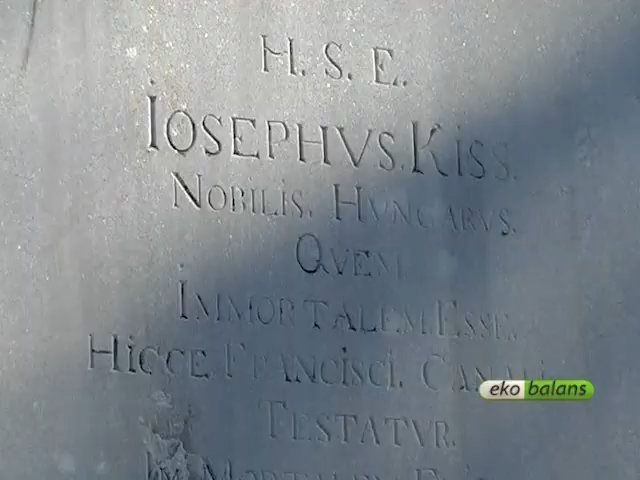 H. S. E.
IOSEPHVS. KISS.
NOBILIS. HVNGARVS.
QVEM
IMMORTALEM. ESSE.
HICCE FRANCISCI. CANALI
TESTATVR.
eko balans